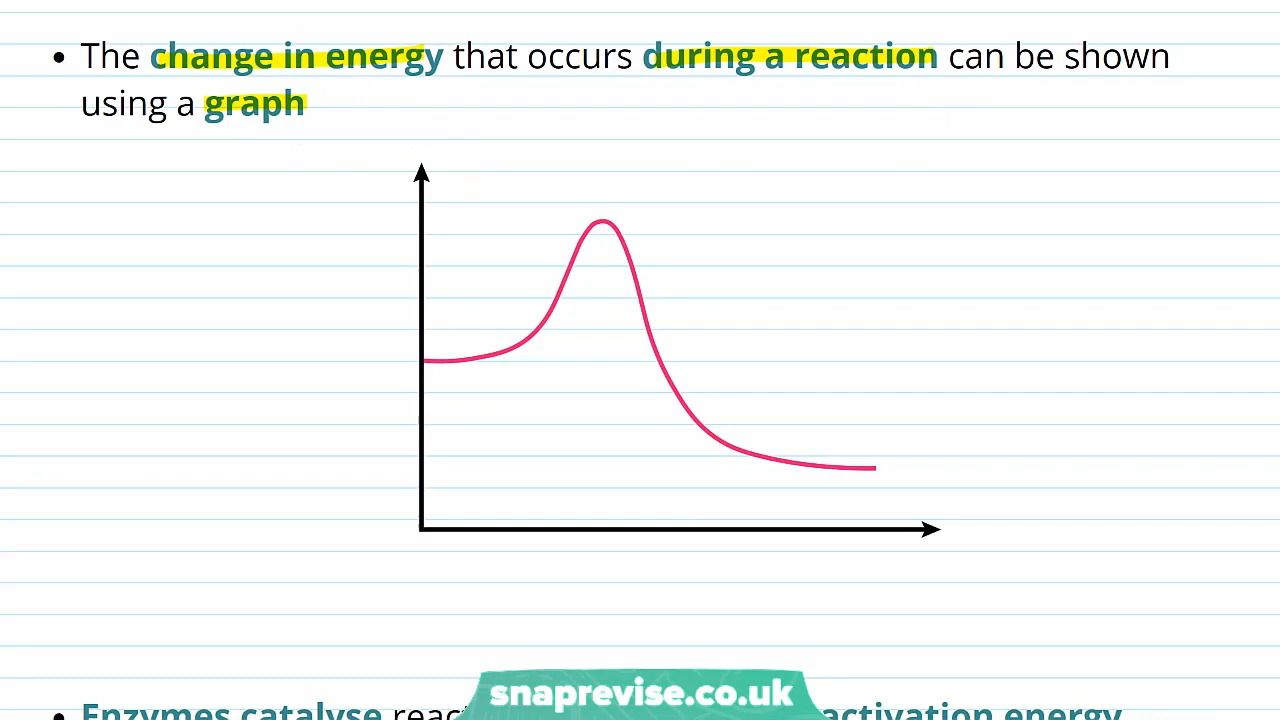 • The change in energy that occurs during a reaction can be shown
using a graph
snaprevise.co.uk
• Enzymes catalyse reac activation energy